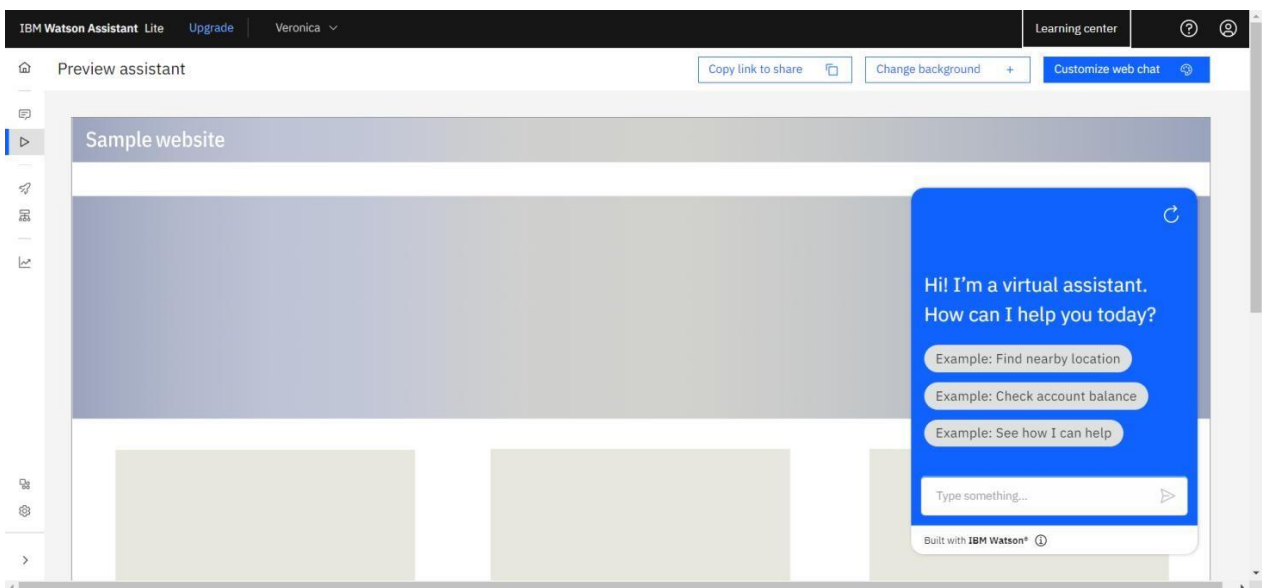 IBM Watson Assistant Lite Upgrade Veronica Learning center
Preview assistant Copy link to share Change background + Customize web chat
Sample website
Hi! I'm a virtual assistant.
How can I help you today?
Example: Find nearby location
Example: Check account balance
Example: See how I can help
Type something...
Built with IBM Watson®